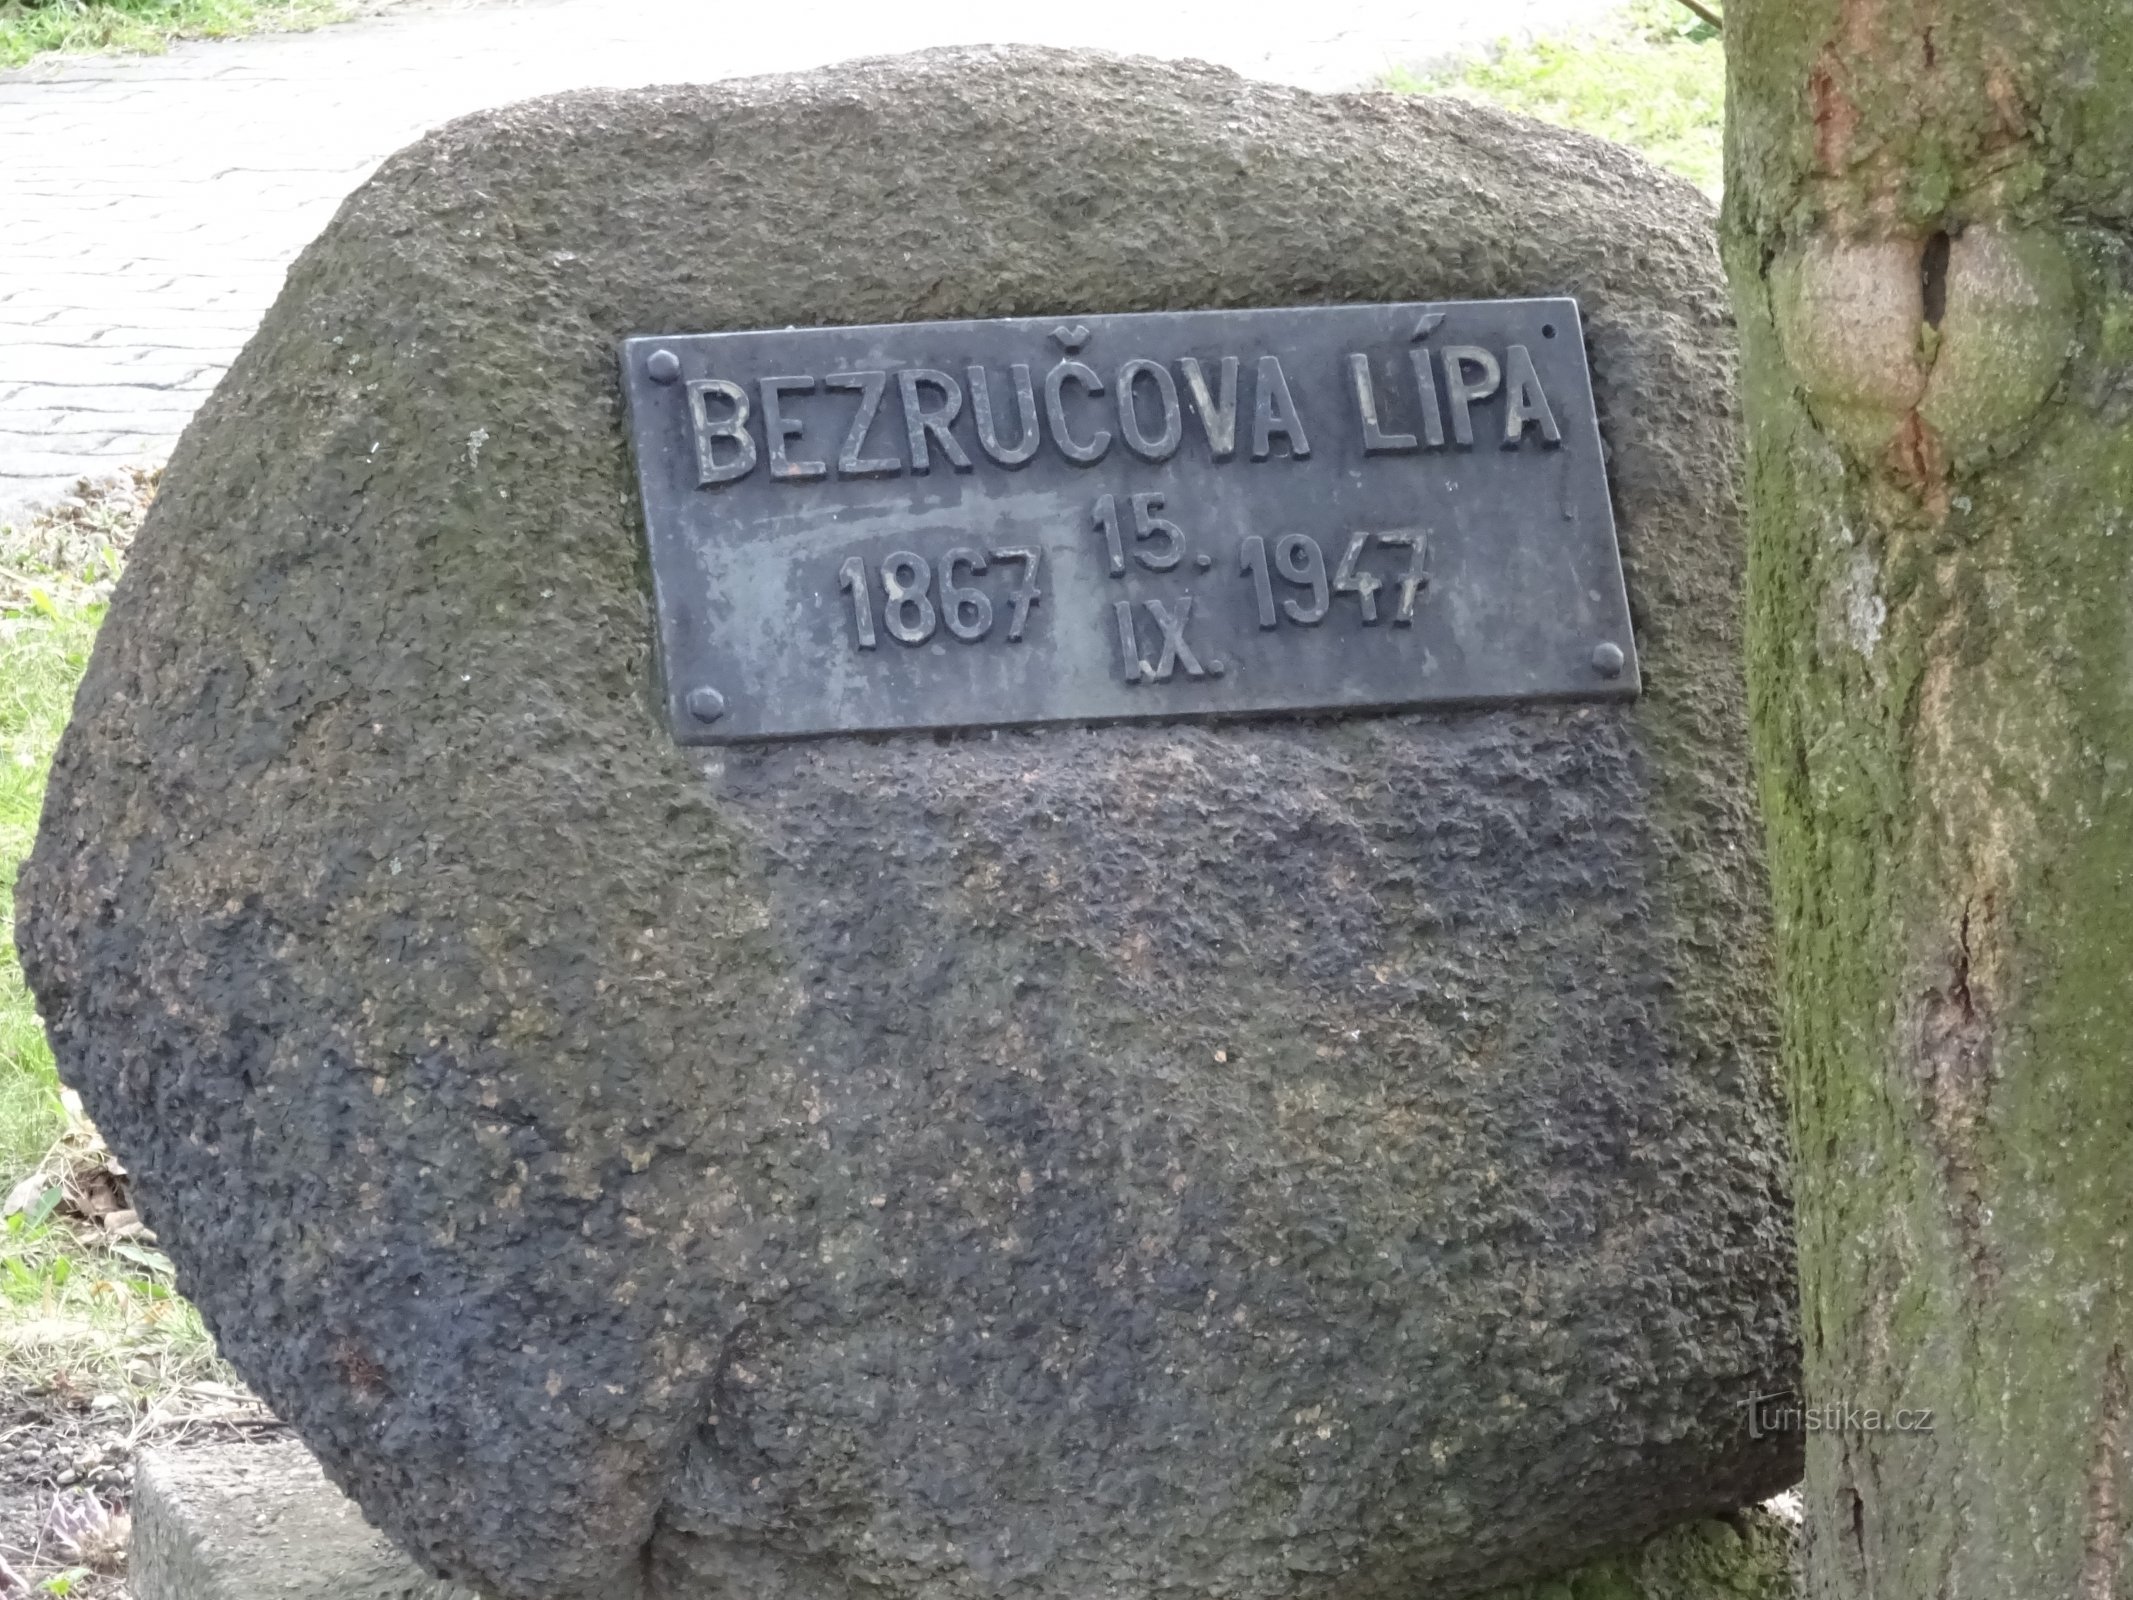 BEZRUČOVA LÍPA
1867 15. IX. 1947
Turistika.cz